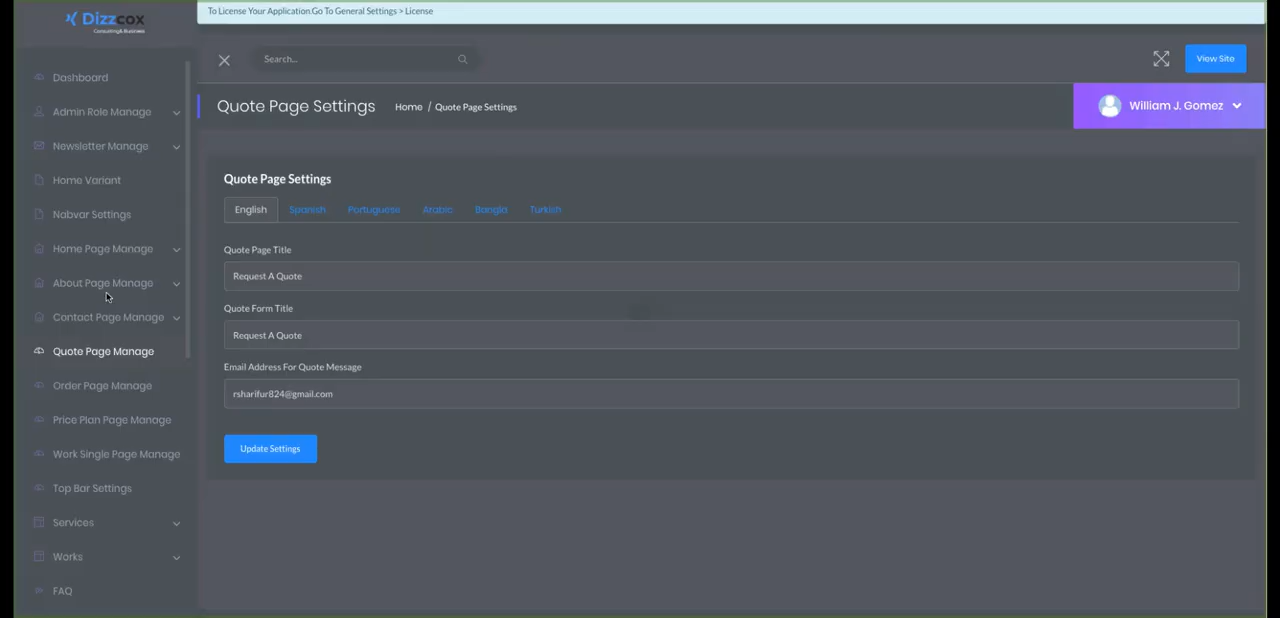 To License Your Application.Go To General Settings > License
Dizzcox
Consulting& Business
Search...
View Site
Quote Page Settings
Home / Quote Page Settings
William J. Gomez
Dashboard
Admin Role Manage
Newsletter Manage
Home Variant
Nabvar Settings
Home Page Manage
About Page Manage
Contact Page Manage
Quote Page Manage
Order Page Manage
Price Plan Page Manage
Work Single Page Manage
Top Bar Settings
Services
Works
FAQ
Quote Page Settings
English Spanish Portuguese Arabic Bangla Turkish
Quote Page Title
Request A Quote
Quote Form Title
Request A Quote
Email Address For Quote Message
rsharifur824@gmail.com
Update Settings